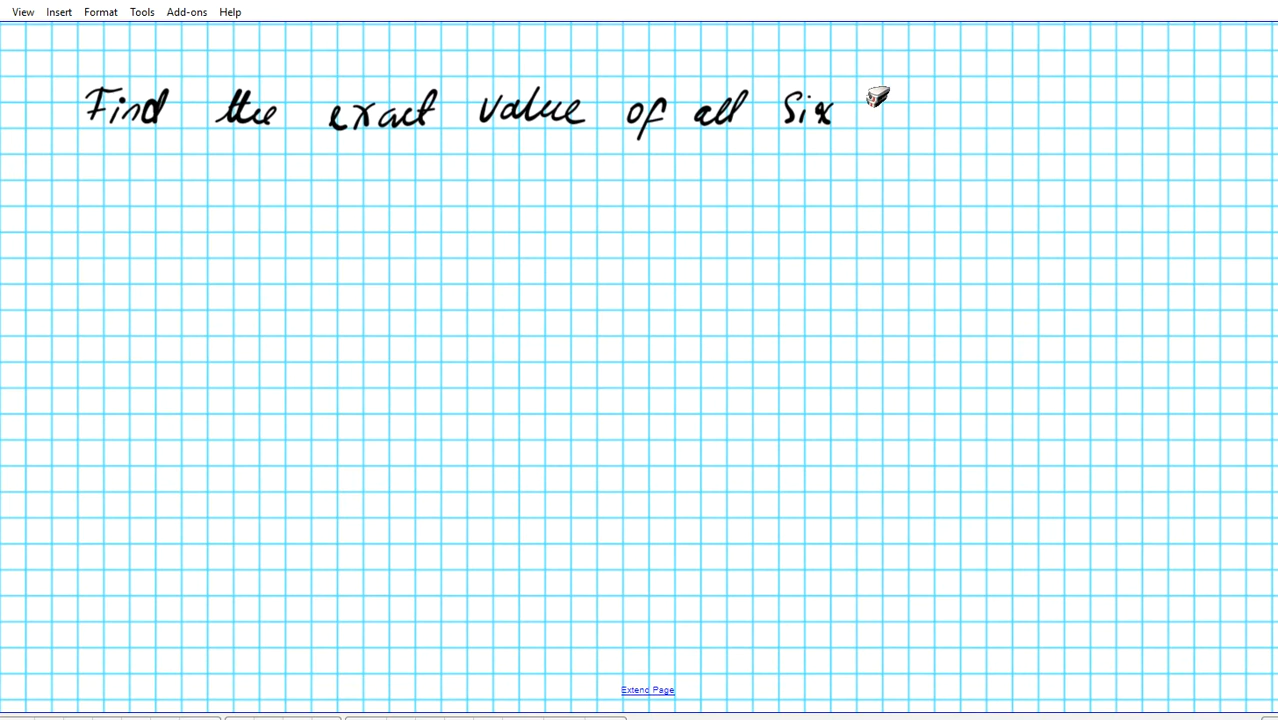 View Insert Format Tools Add-ons Help
Find the exact value of all six
Extend Page